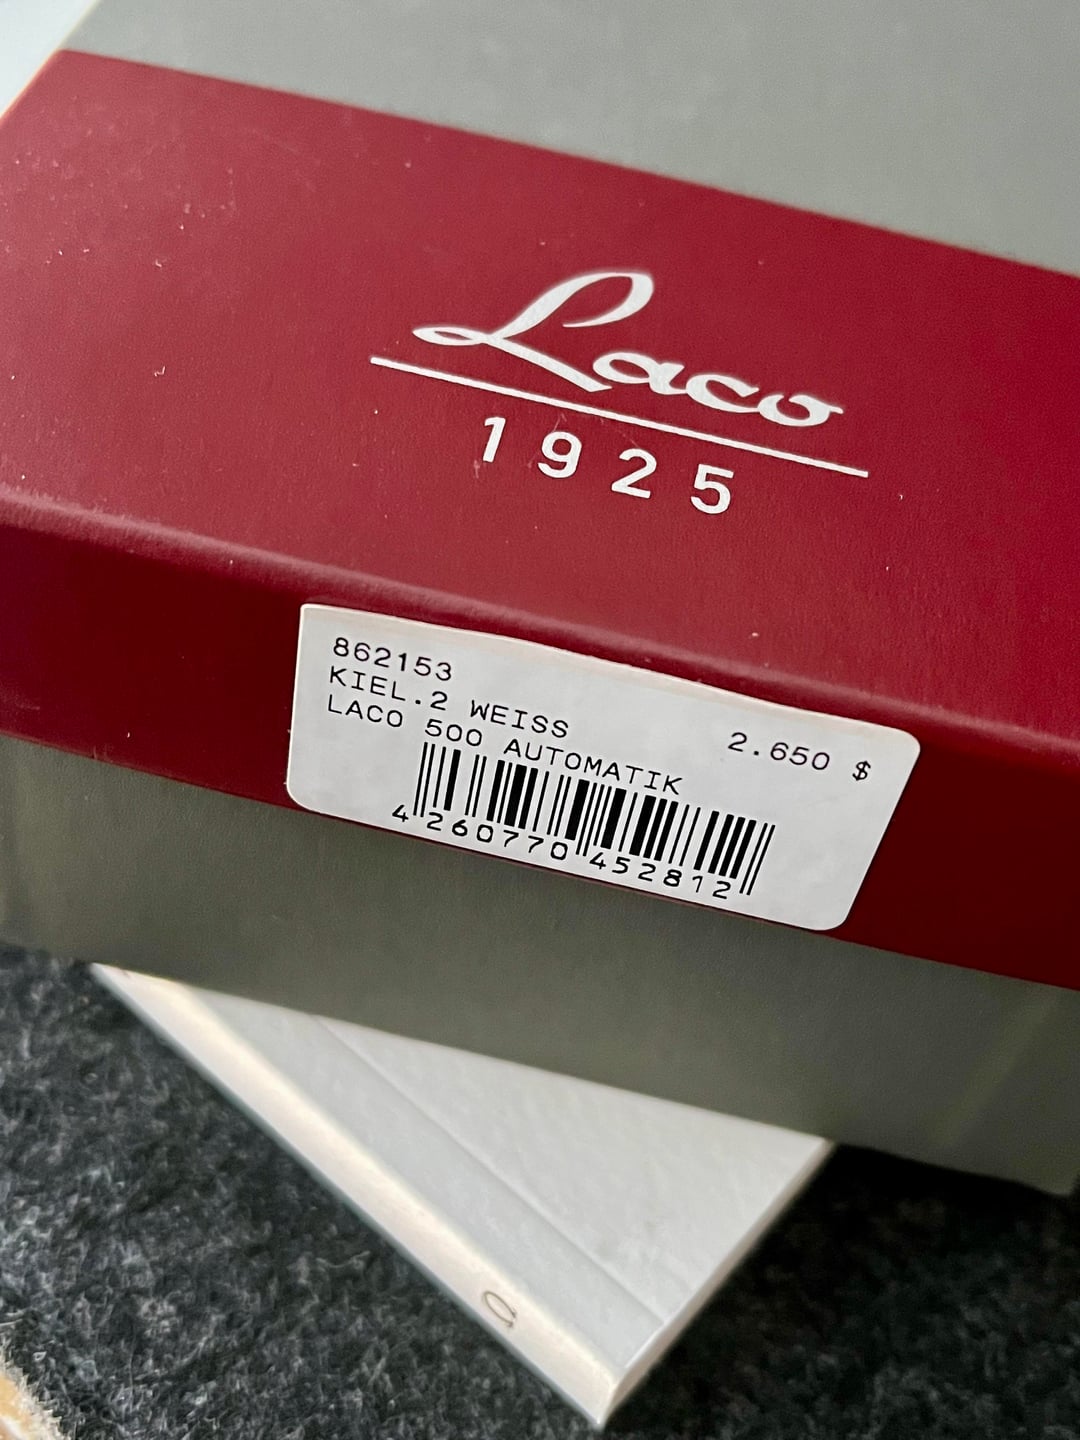 Laco
1925
862153
KIEL.2 WEISS
2.650 $
LACO 500 AUTOMATIK
4 260770 452812